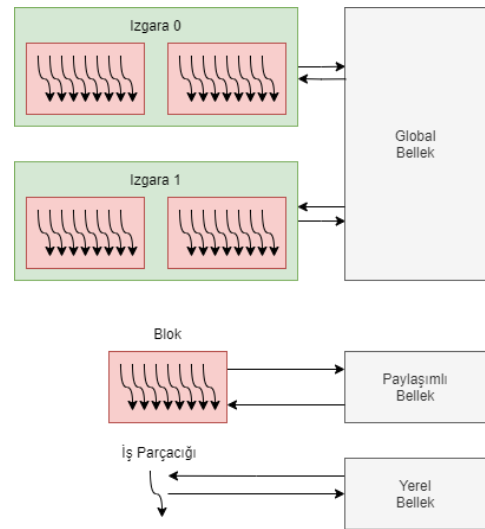 Izgara 0
Global
Bellek
Izgara 1
Blok
Paylaşımlı
Bellek
İş Parçacığı
Yerel
Bellek